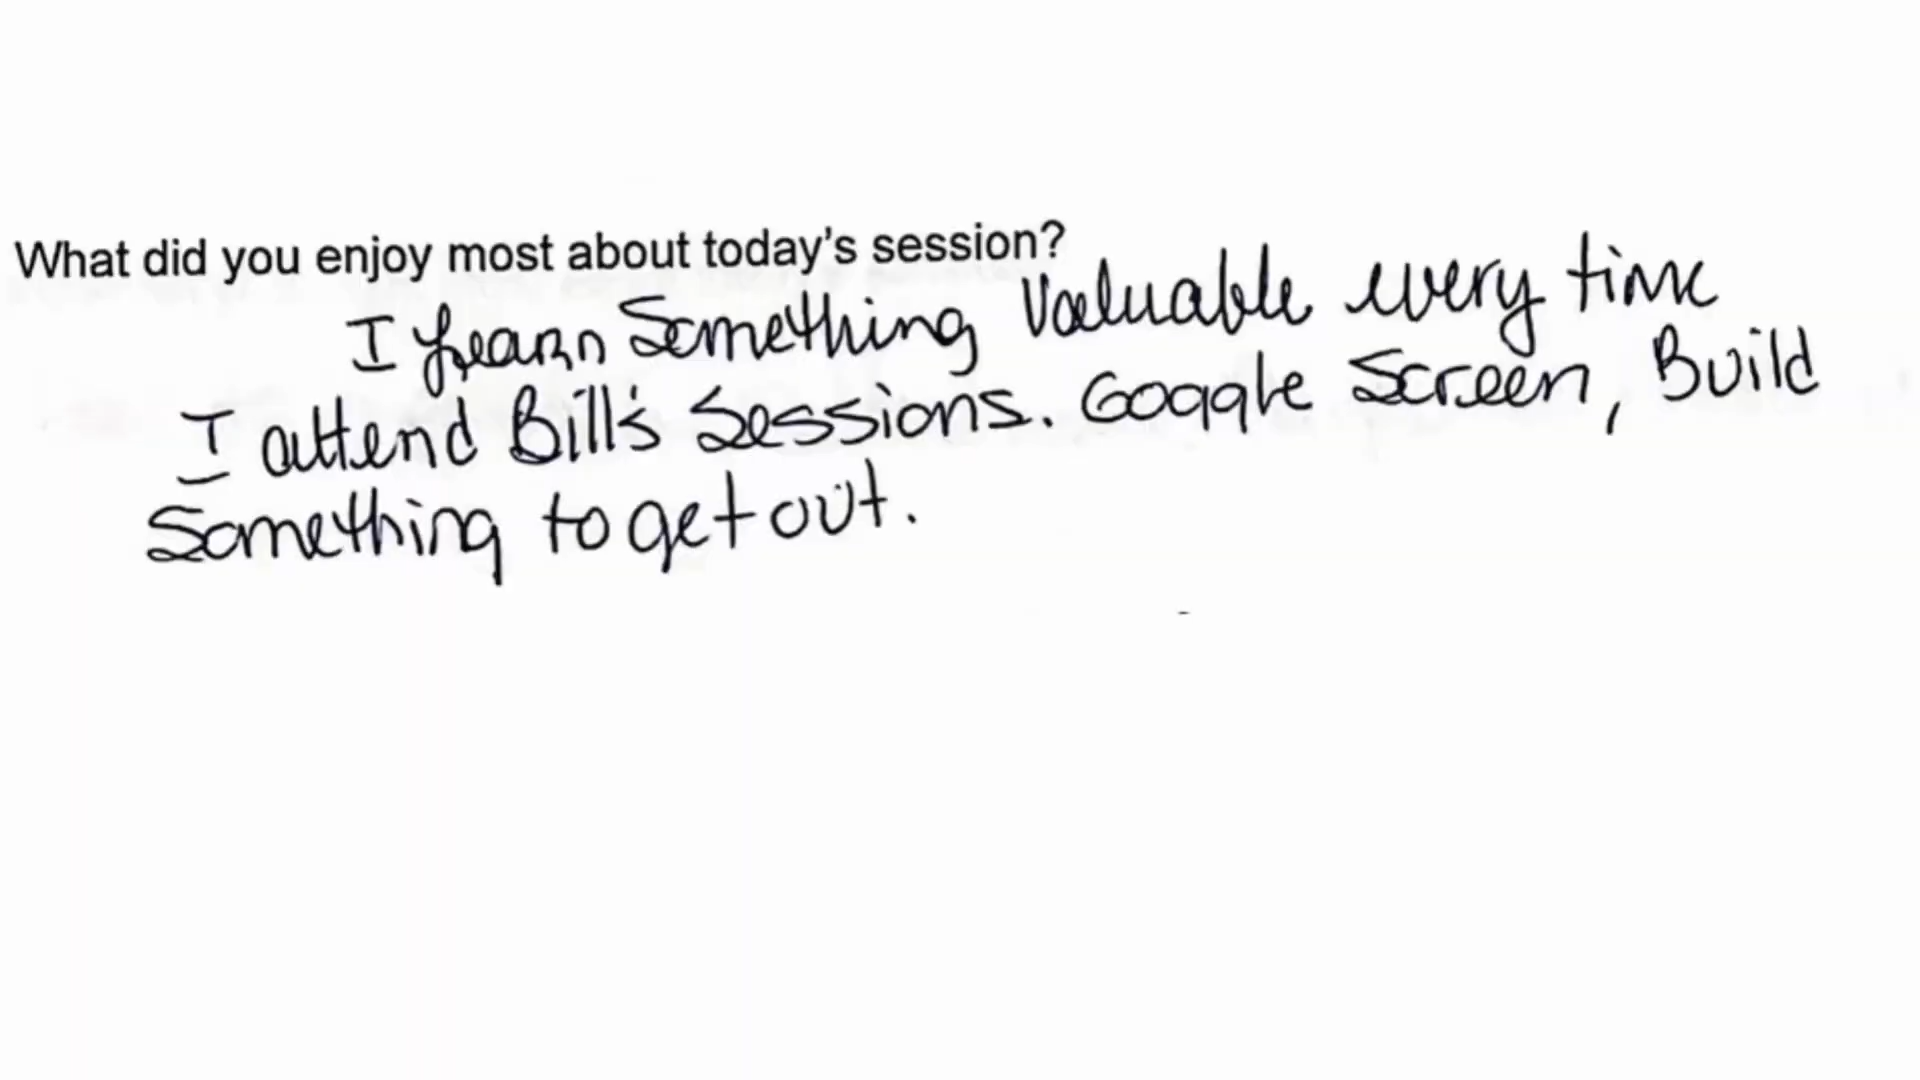 What did you enjoy most about today's session?
I learn Something Valuable every time
I attend Bill's Sessions. Goggle Screen, Build
Something to get out.